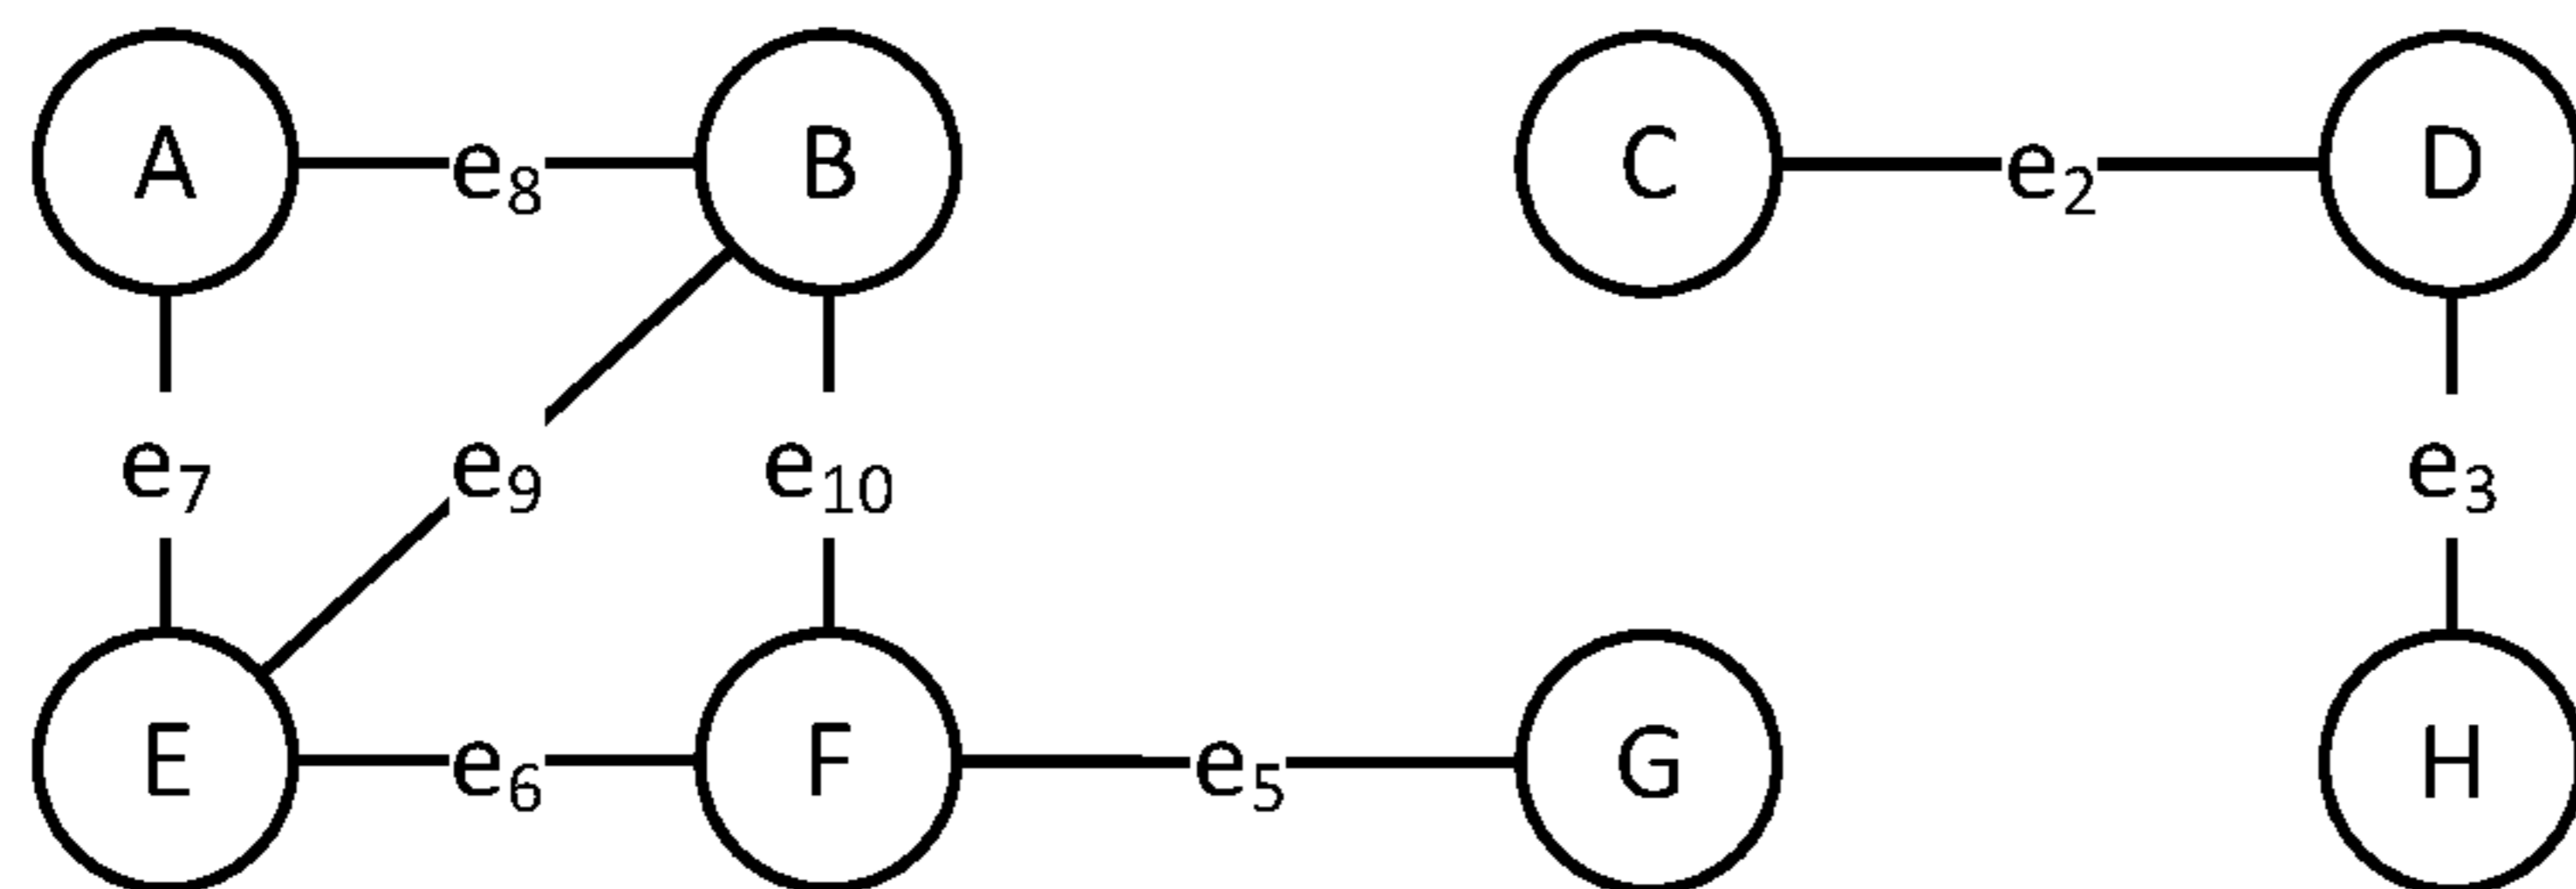 A e₈ B C e₂ D
e₇ e₉ e₁₀ e₃
E e₆ F e₅ G H